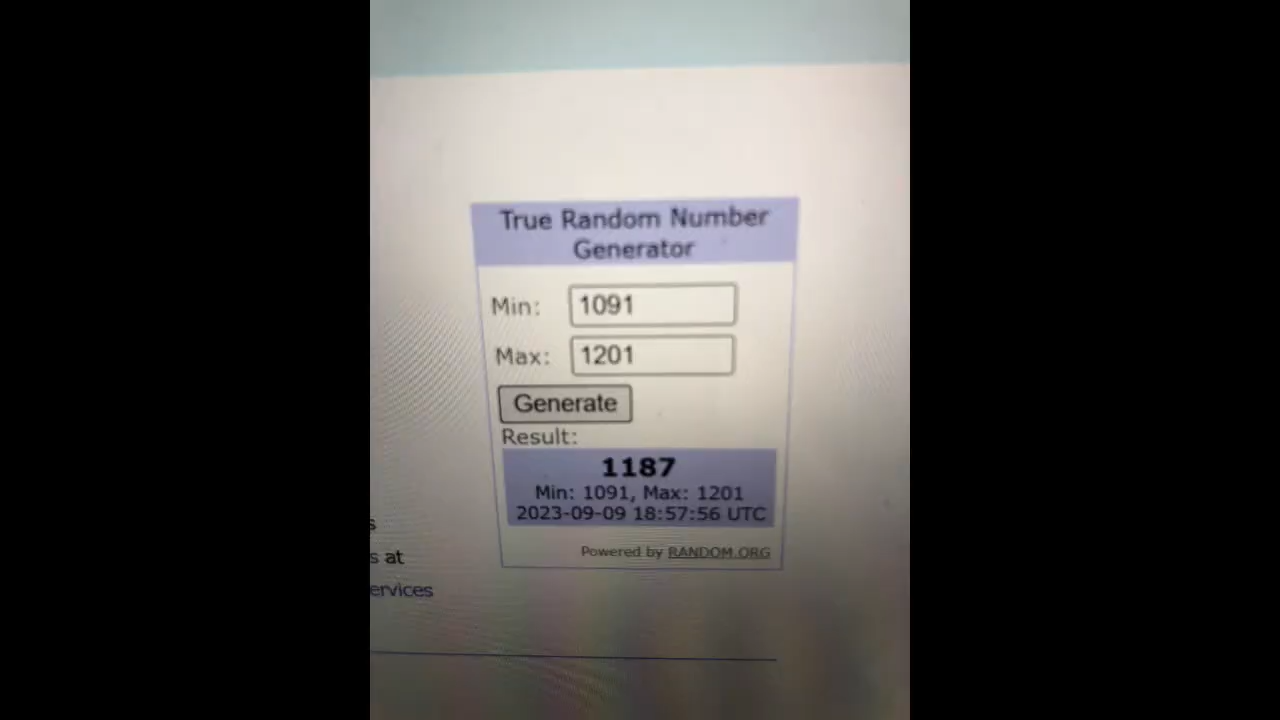 True Random Number
Generator
Min: 1091
Max: 1201
Generate
Result:
1187
Min: 1091, Max: 1201
2023-09-09 18:57:56 UTC
Powered by RANDOM.ORG
s
s at
ervices